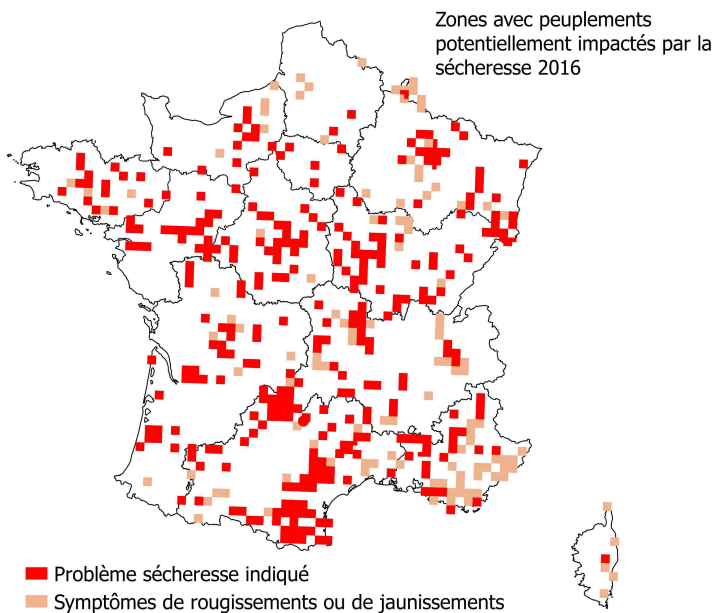 Zones avec peuplements
potentiellement impactés par la
sécheresse 2016
Problème sécheresse indiqué
Symptômes de rougissements ou de jaunissements